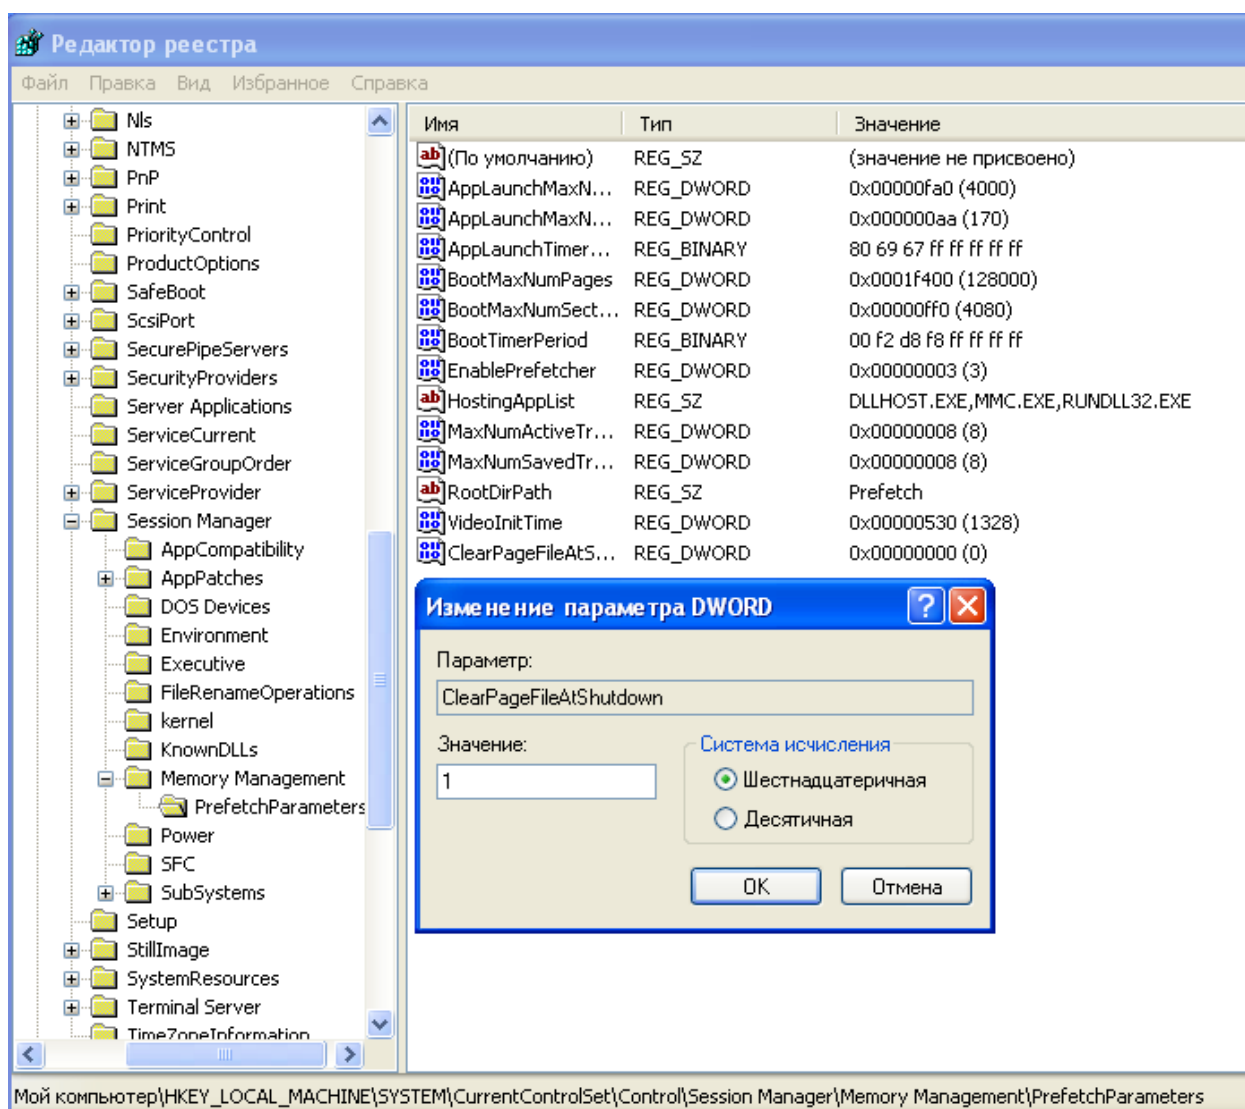 Редактор реестра
Файл Правка Вид Избранное Справка
Nls
NTMS
PnP
Print
PriorityControl
ProductOptions
SafeBoot
ScsiPort
SecurePipeServers
SecurityProviders
Server Applications
ServiceCurrent
ServiceGroupOrder
ServiceProvider
Session Manager
AppCompatibility
AppPatches
DOS Devices
Environment
Executive
FileRenameOperations
kernel
KnownDLLs
Memory Management
PrefetchParameters
Power
SFC
SubSystems
Setup
StillImage
SystemResources
Terminal Server
TimeZoneInformation
Имя Тип Значение
(По умолчанию) REG_SZ (значение не присвоено)
AppLaunchMaxN... REG_DWORD 0x00000fa0 (4000)
AppLaunchMaxN... REG_DWORD 0x000000aa (170)
AppLaunchTimer... REG_BINARY 80 69 67 ff ff ff ff ff
BootMaxNumPages REG_DWORD 0x0001f400 (128000)
BootMaxNumSect... REG_DWORD 0x00000ff0 (4080)
BootTimerPeriod REG_BINARY 00 f2 d8 f8 ff ff ff ff
EnablePrefetcher REG_DWORD 0x00000003 (3)
HostingAppList REG_SZ DLLHOST.EXE,MMC.EXE,RUNDLL32.EXE
MaxNumActiveTr... REG_DWORD 0x00000008 (8)
MaxNumSavedTr... REG_DWORD 0x00000008 (8)
RootDirPath REG_SZ Prefetch
VideoInitTime REG_DWORD 0x00000530 (1328)
ClearPageFileAtS... REG_DWORD 0x00000000 (0)
Изменение параметра DWORD
Параметр:
ClearPageFileAtShutdown
Значение:
1
Система исчисления
Шестнадцатеричная
Десятичная
OK Отмена
Мой компьютер\HKEY_LOCAL_MACHINE\SYSTEM\CurrentControlSet\Control\Session Manager\Memory Management\PrefetchParameters